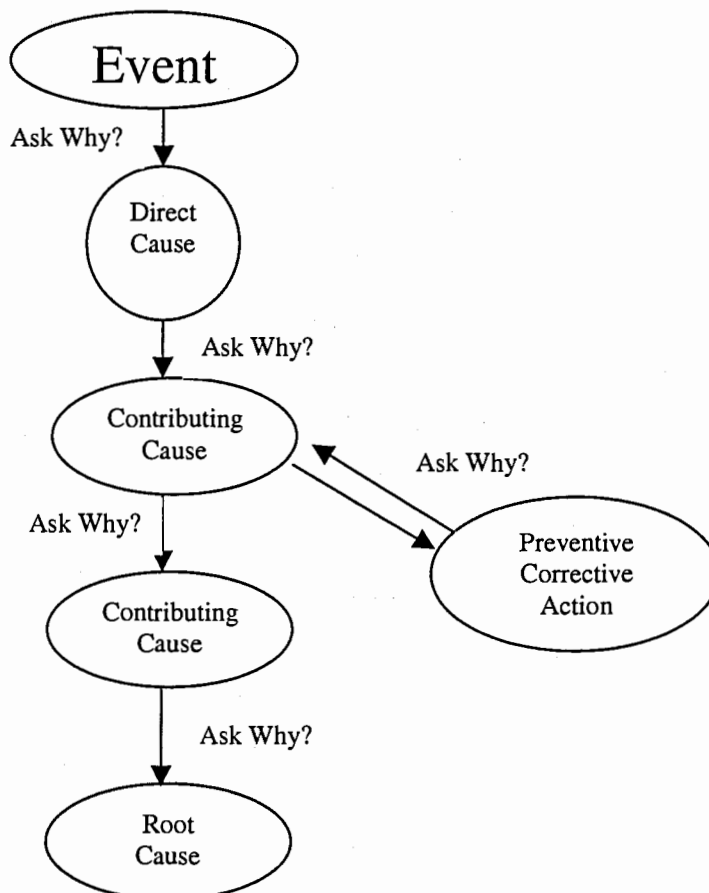 Event
Ask Why?
Direct
Cause
Ask Why?
Contributing
Cause
Ask Why?
Ask Why?
Preventive
Corrective
Action
Contributing
Cause
Ask Why?
Root
Cause